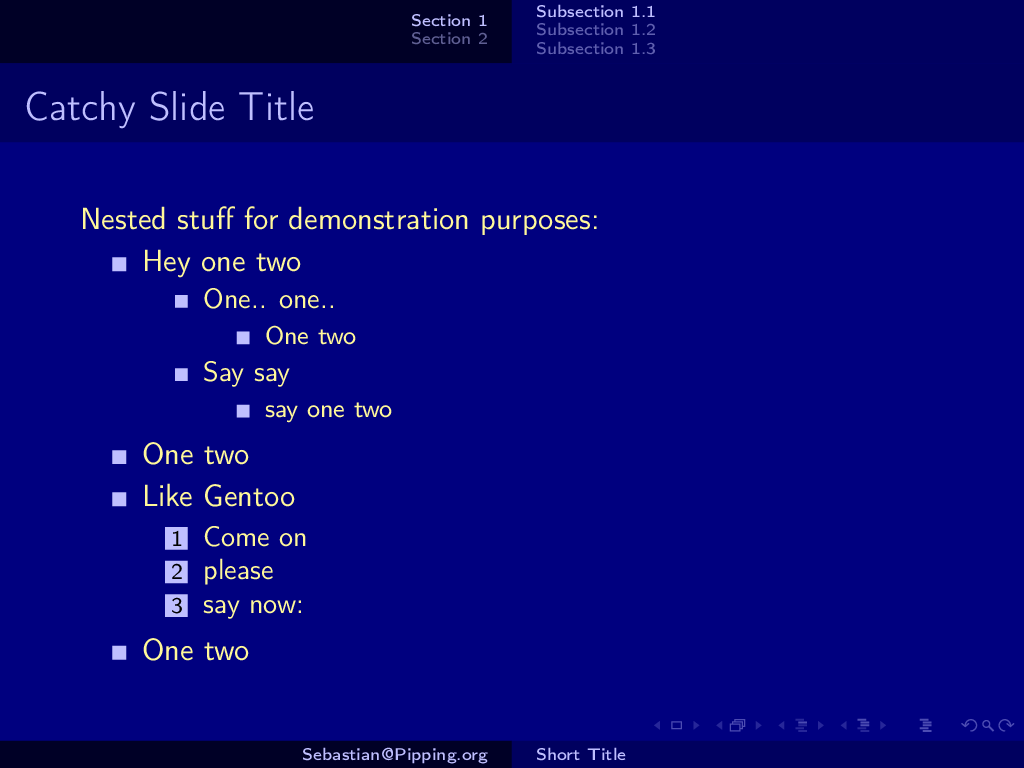 Section 1
Section 2
Subsection 1.1
Subsection 1.2
Subsection 1.3
Catchy Slide Title
Nested stuff for demonstration purposes:
Hey one two
One.. one..
One two
Say say
say one two
One two
Like Gentoo
1 Come on
2 please
3 say now:
One two
Sebastian@Pipping.org
Short Title